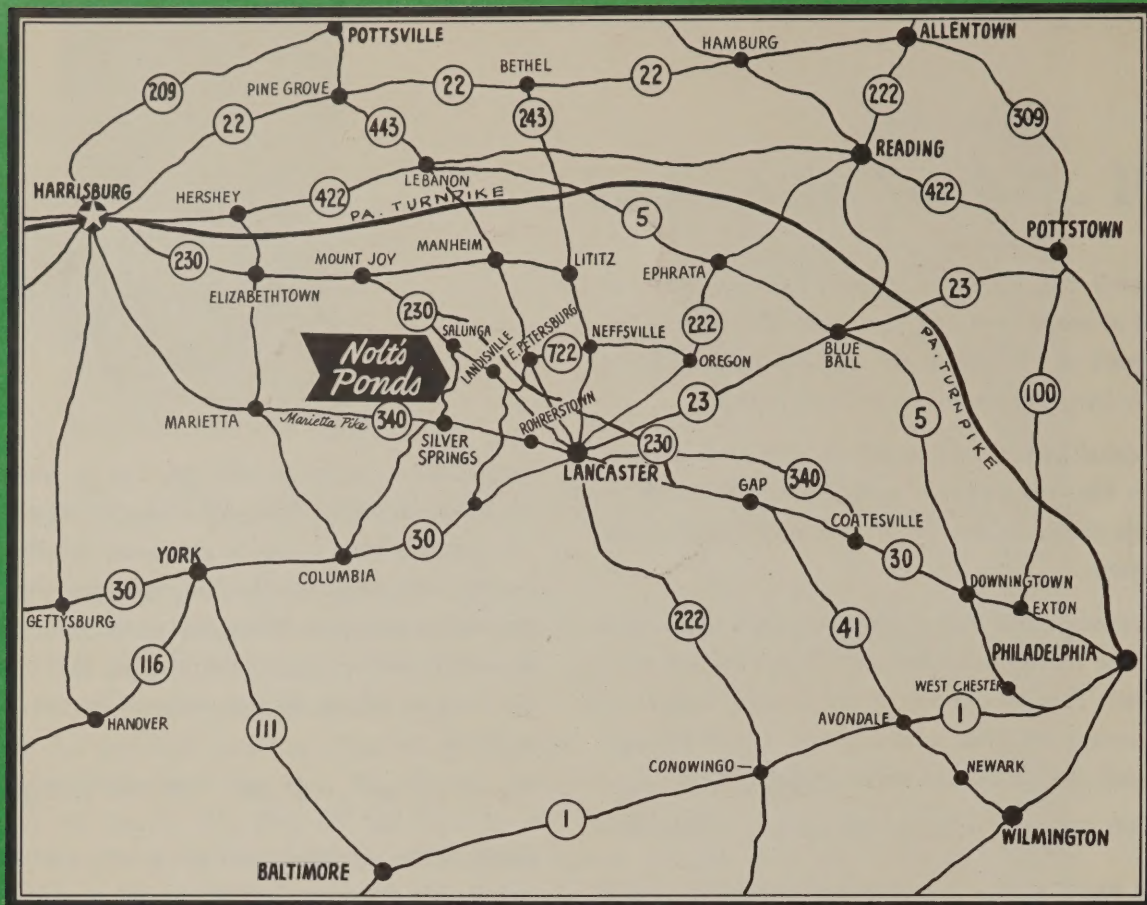 POTTSVILLE
ALLENTOWN
HAMBURG
BETHEL
209
PINE GROVE
22
22
222
22
443
243
309
READING
HARRISBURG
HERSHEY
422
LEBANON
PA. TURNPIKE
5
422
POTTSTOWN
230
MOUNT JOY
MANHEIM
LITITZ
EPHRATA
ELIZABETHTOWN
23
230
SALUNGA
LANDISVILLE
E. PETERSBURG
722
NEFFSVILLE
222
OREGON
BLUE
BALL
PA. TURNPIKE
Nolt's
Ponds
100
MARIETTA
Marietta Pike
340
SILVER
SPRINGS
ROHRERSTOWN
23
5
230
LANCASTER
340
GAP
COATESVILLE
30
30
YORK
COLUMBIA
30
DOWNINGTOWN
EXTON
GETTYSBURG
222
41
116
PHILADELPHIA
WEST CHESTER
HANOVER
111
AVONDALE
1
CONOWINGO
NEWARK
1
WILMINGTON
BALTIMORE